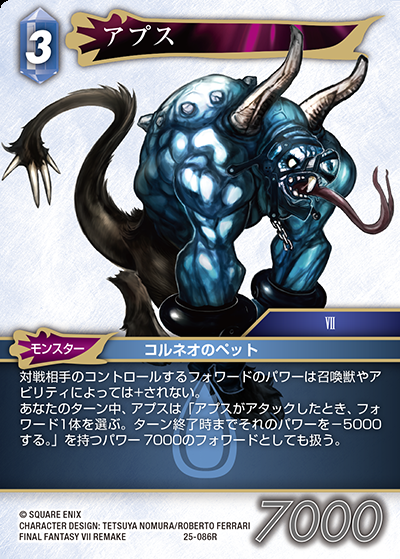 3
アプス
VII
モンスター
コルネオのペット
対戦相手のコントロールするフォワードのパワーは召喚獣やア
ビリティによっては+されない。
あなたのターン中、アプスは「アプスがアタックしたとき、フォ
ワード1体を選ぶ。ターン終了時までそれのパワーを-5000
する。」を持つパワー 7000のフォワードとしても扱う。
© SQUARE ENIX
CHARACTER DESIGN: TETSUYA NOMURA/ROBERTO FERRARI
FINAL FANTASY VII REMAKE 25-086R
7000